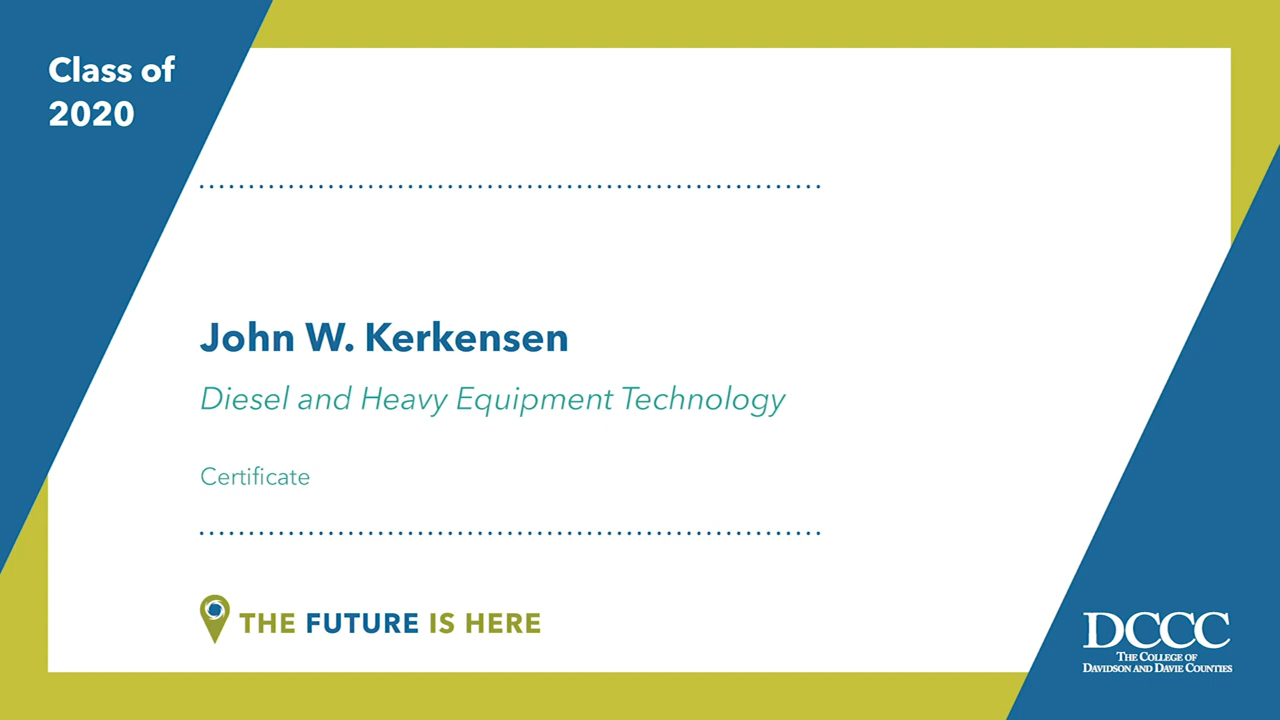 Class of
2020
John W. Kerkensen
Diesel and Heavy Equipment Technology
Certificate
THE FUTURE IS HERE
DCCC
THE COLLEGE OF
DAVIDSON AND DAVIE COUNTIES